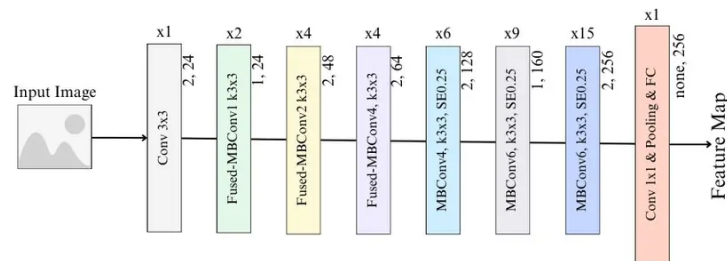 x1
x2
x4
x4
x6
x9
x15
x1
Input Image
Conv 3x3
2, 24
Fused-MBConv1 k3x3
1, 24
Fused-MBConv2 k3x3
2, 48
Fused-MBConv4, k3x3
2, 64
MBConv4, k3x3, SE0.25
2, 128
MBConv6, k3x3, SE0.25
1, 160
MBConv6, k3x3, SE0.25
2, 256
Conv 1x1 & Pooling & FC
none, 256
Feature Map